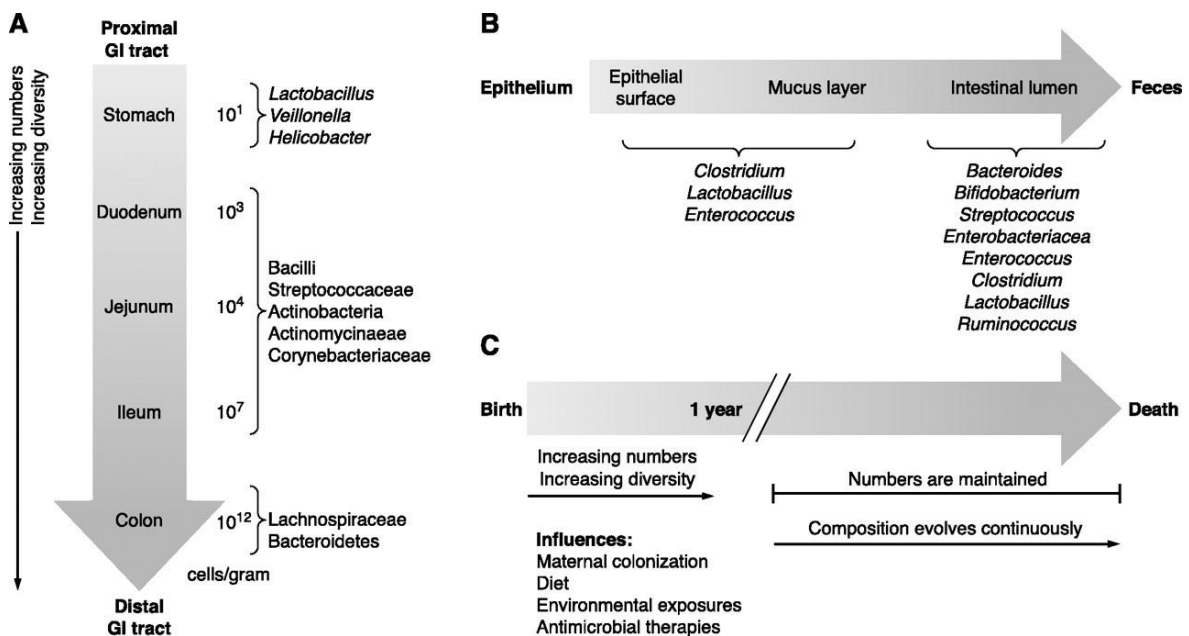 A
Proximal
GI tract
Increasing numbers
Increasing diversity
Stomach
10¹
Lactobacillus
Veillonella
Helicobacter
Duodenum
10³
Jejunum
10⁴
Ileum
10⁷
Bacilli
Streptococcaceae
Actinobacteria
Actinomycinaeae
Corynebacteriaceae
Colon
10¹²
Lachnospiraceae
Bacteroidetes
cells/gram
Distal
GI tract
B
Epithelium
Epithelial
surface
Mucus layer
Intestinal lumen
Feces
Clostridium
Lactobacillus
Enterococcus
Bacteroides
Bifidobacterium
Streptococcus
Enterobacteriacea
Enterococcus
Clostridium
Lactobacillus
Ruminococcus
C
Birth
1 year
Death
Increasing numbers
Increasing diversity
Numbers are maintained
Composition evolves continuously
Influences:
Maternal colonization
Diet
Environmental exposures
Antimicrobial therapies